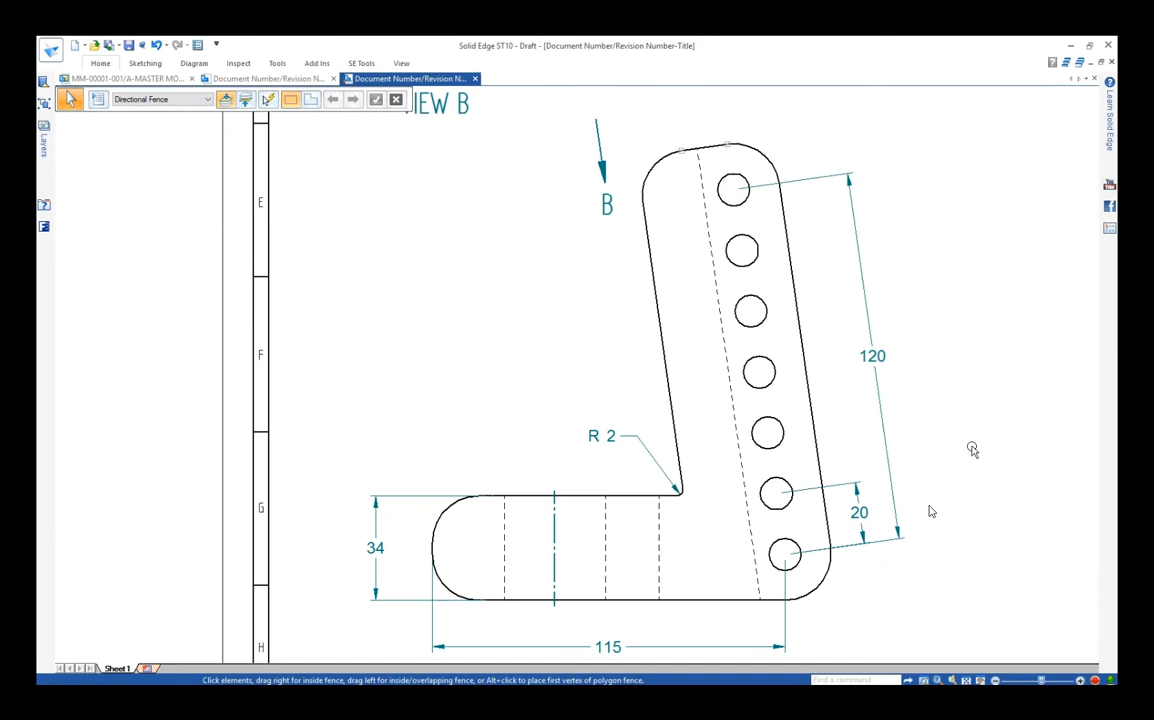 Solid Edge ST10 - Draft - [Document Number/Revision Number-Title]
Home Sketching Diagram Inspect Tools Add Ins SE Tools View
MM-00001-001/A-MASTER MO... Document Number/Revision N... Document Number/Revision N...
Directional Fence
IEW B
Layers
Learn Solid Edge
E
B
F
120
R 2
G
20
34
H
115
Sheet 1
Click elements, drag right for inside fence, drag left for inside/overlapping fence, or Alt+click to place first vertex of polygon fence.
Find a command